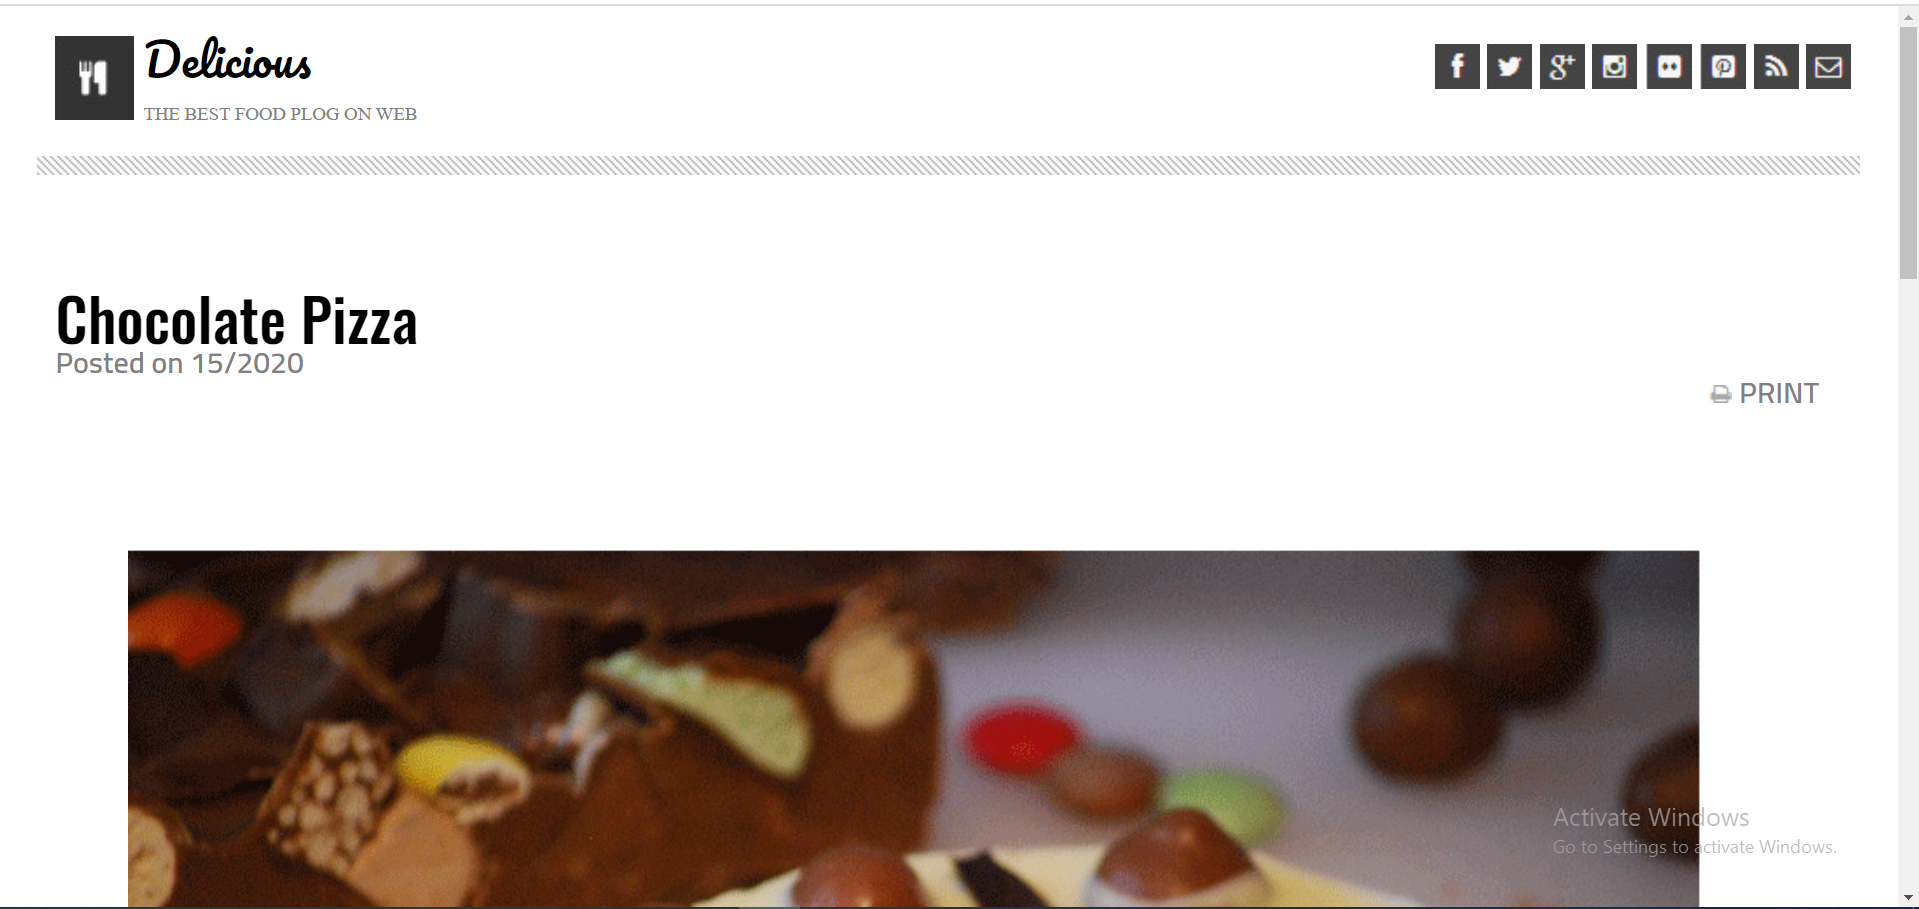 Delicious
THE BEST FOOD PLOG ON WEB
Chocolate Pizza
Posted on 15/2020
PRINT
Activate Windows
Go to Settings to activate Windows.